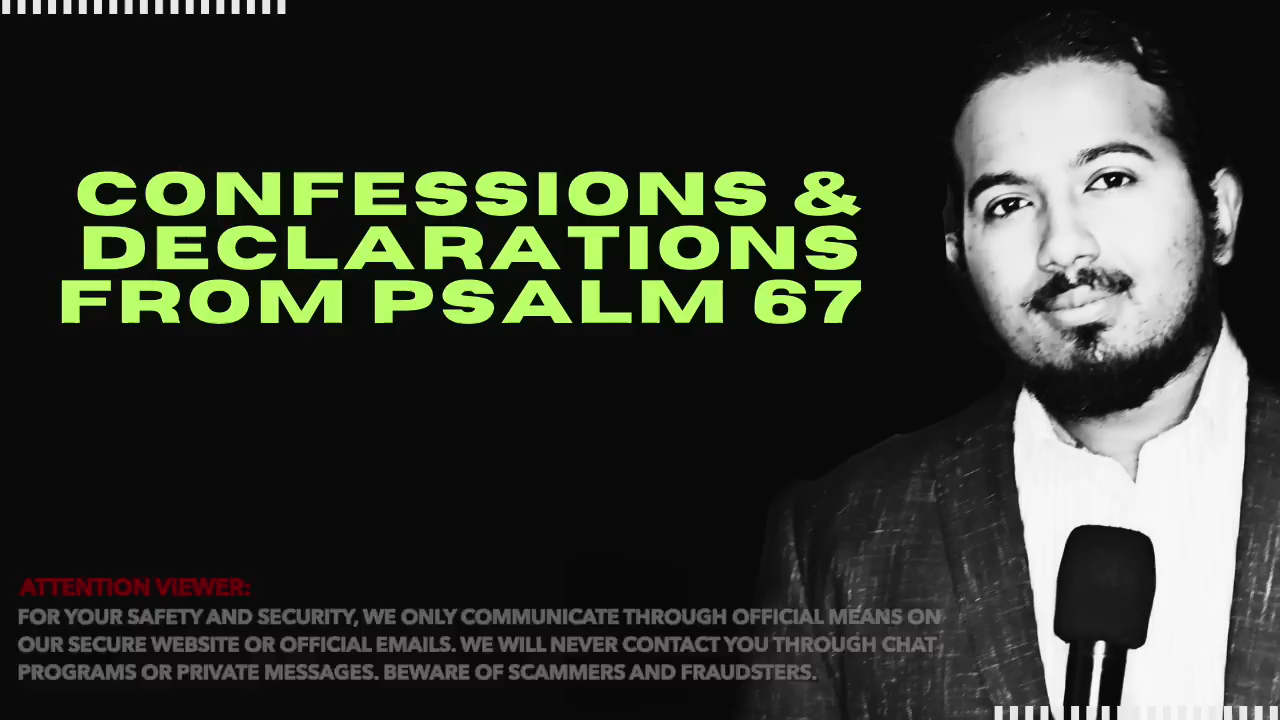 CONFESSIONS &
DECLARATIONS
FROM PSALM 67
ATTENTION VIEWER:
FOR YOUR SAFETY AND SECURITY, WE ONLY COMMUNICATE THROUGH OFFICIAL MEANS ON
OUR SECURE WEBSITE OR OFFICIAL EMAILS. WE WILL NEVER CONTACT YOU THROUGH CHAT
PROGRAMS OR PRIVATE MESSAGES. BEWARE OF SCAMMERS AND FRAUDSTERS.